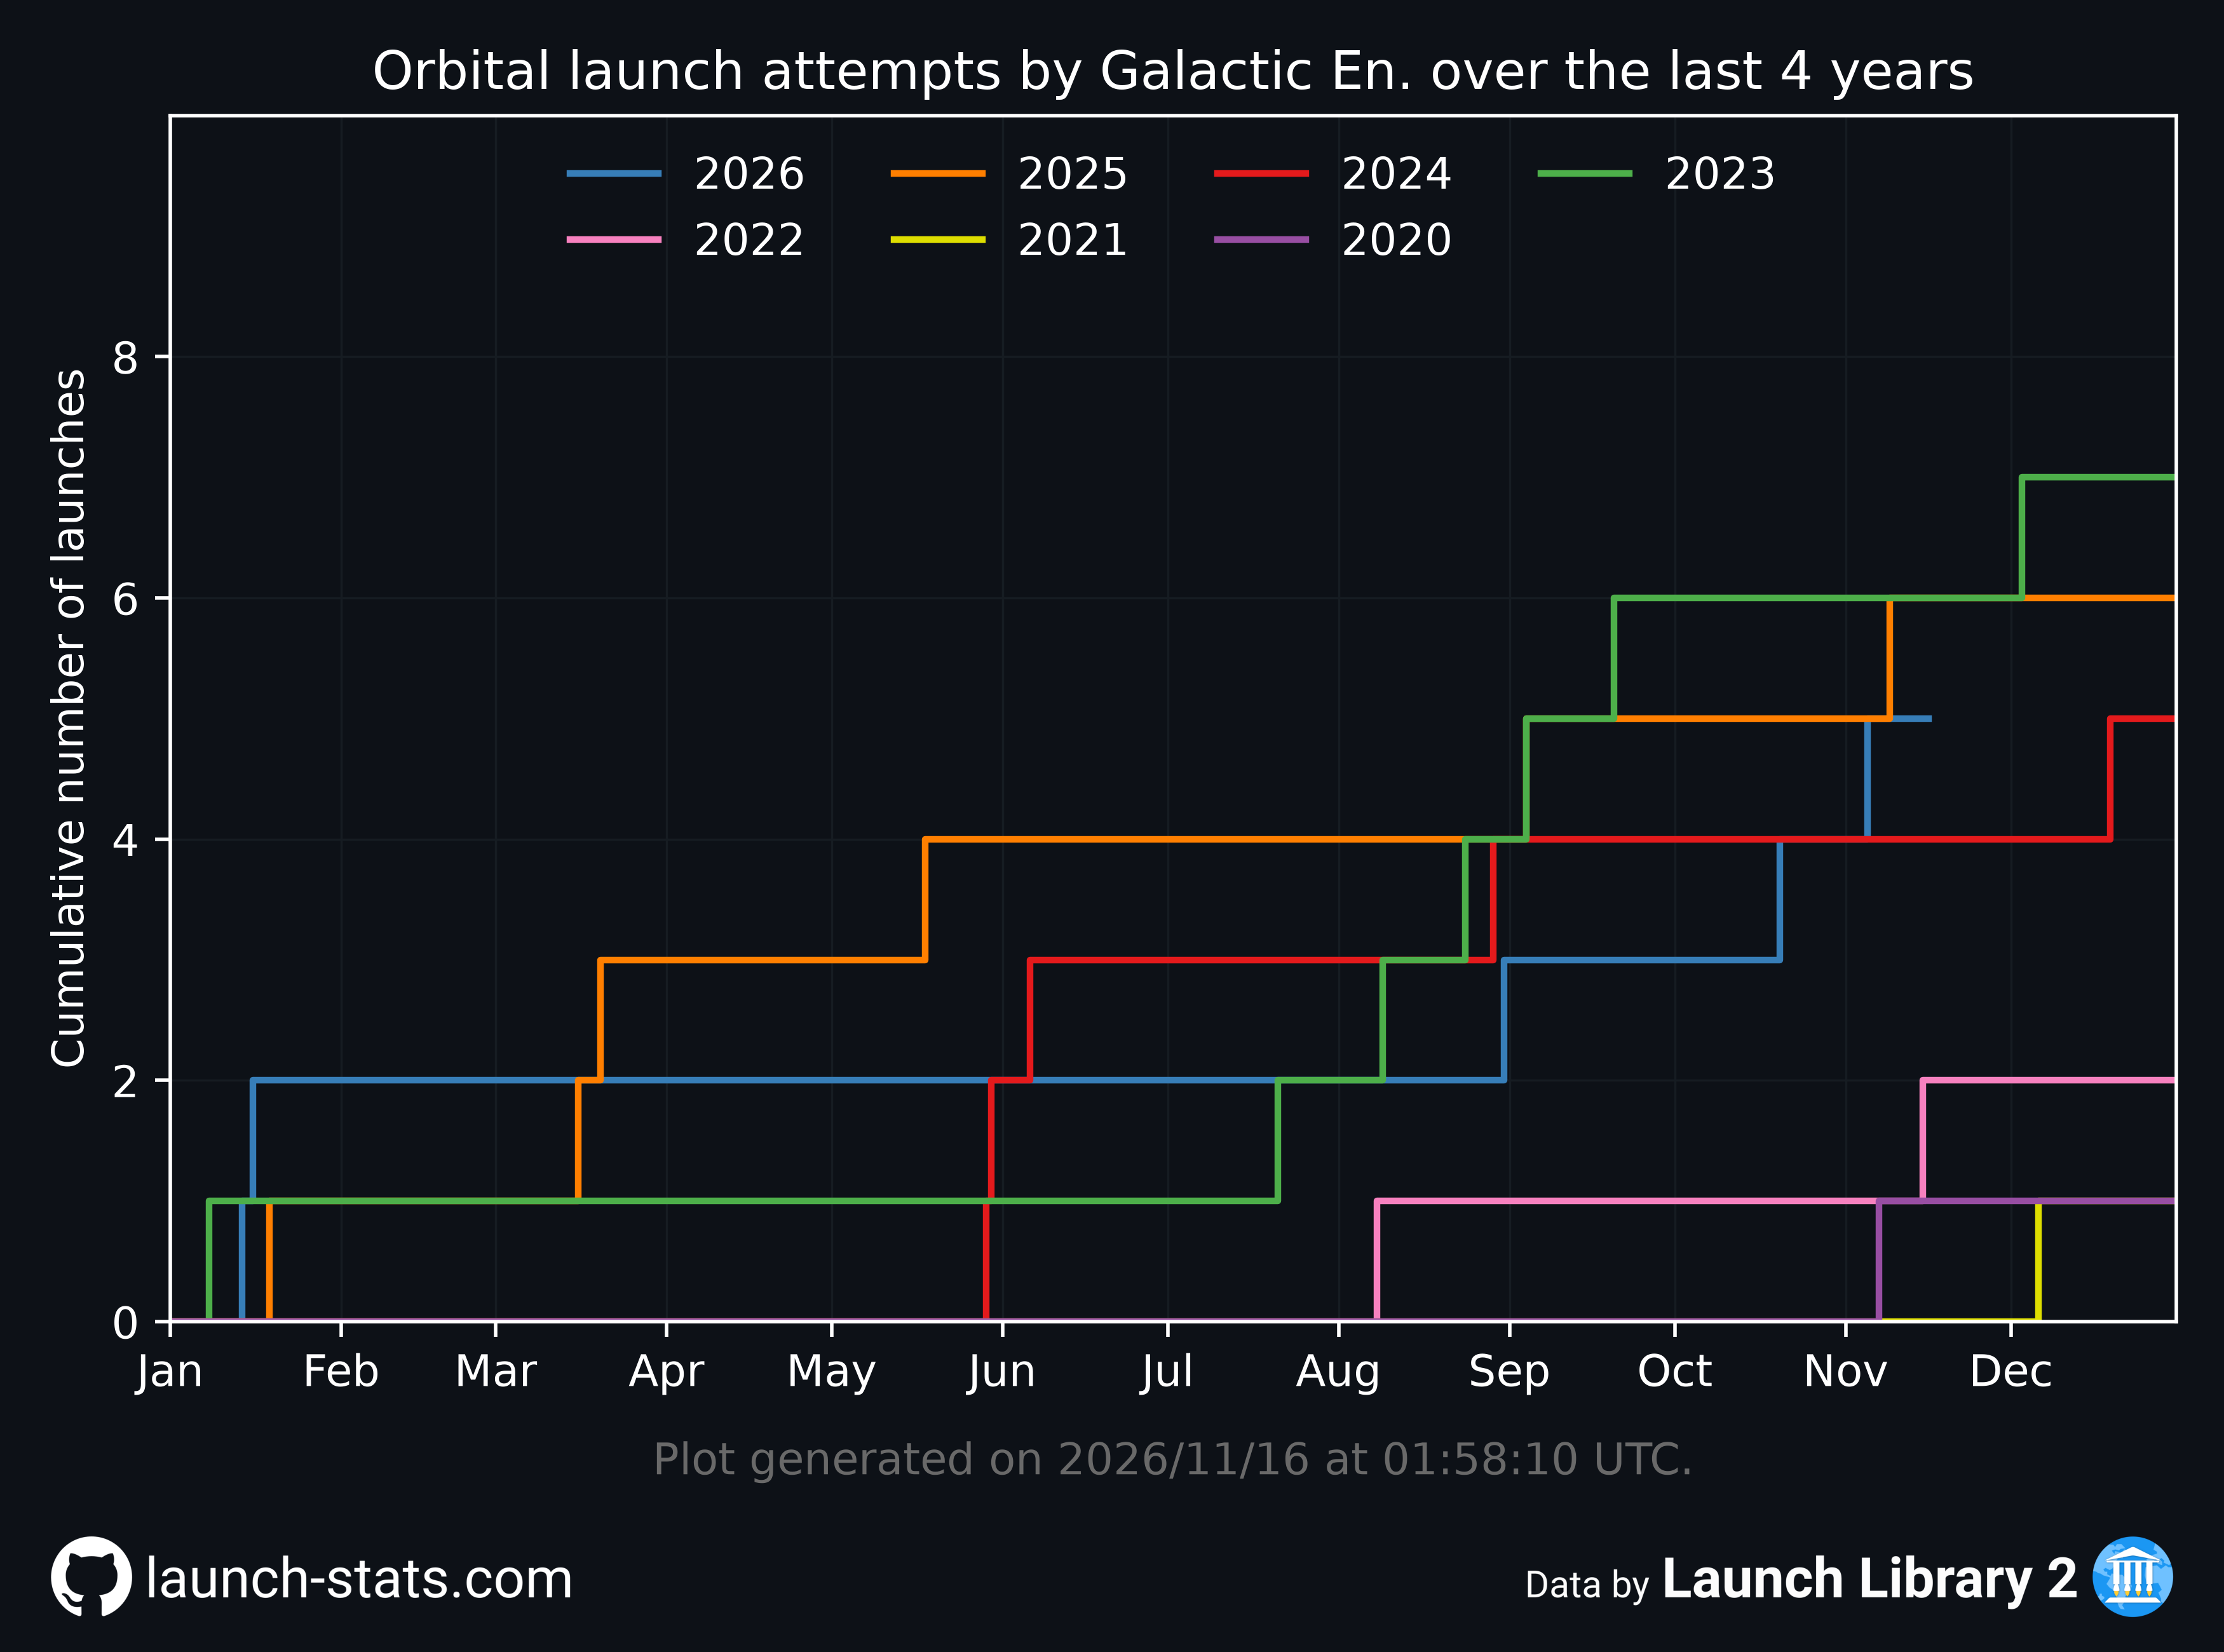 Orbital launch attempts by Galactic En. over the last 4 years
2026 2025 2024 2023
2022 2021 2020
Cumulative number of launches
8
6
4
2
0
Jan Feb Mar Apr May Jun Jul Aug Sep Oct Nov Dec
Plot generated on 2026/11/16 at 01:58:10 UTC.
launch-stats.com
Data by Launch Library 2